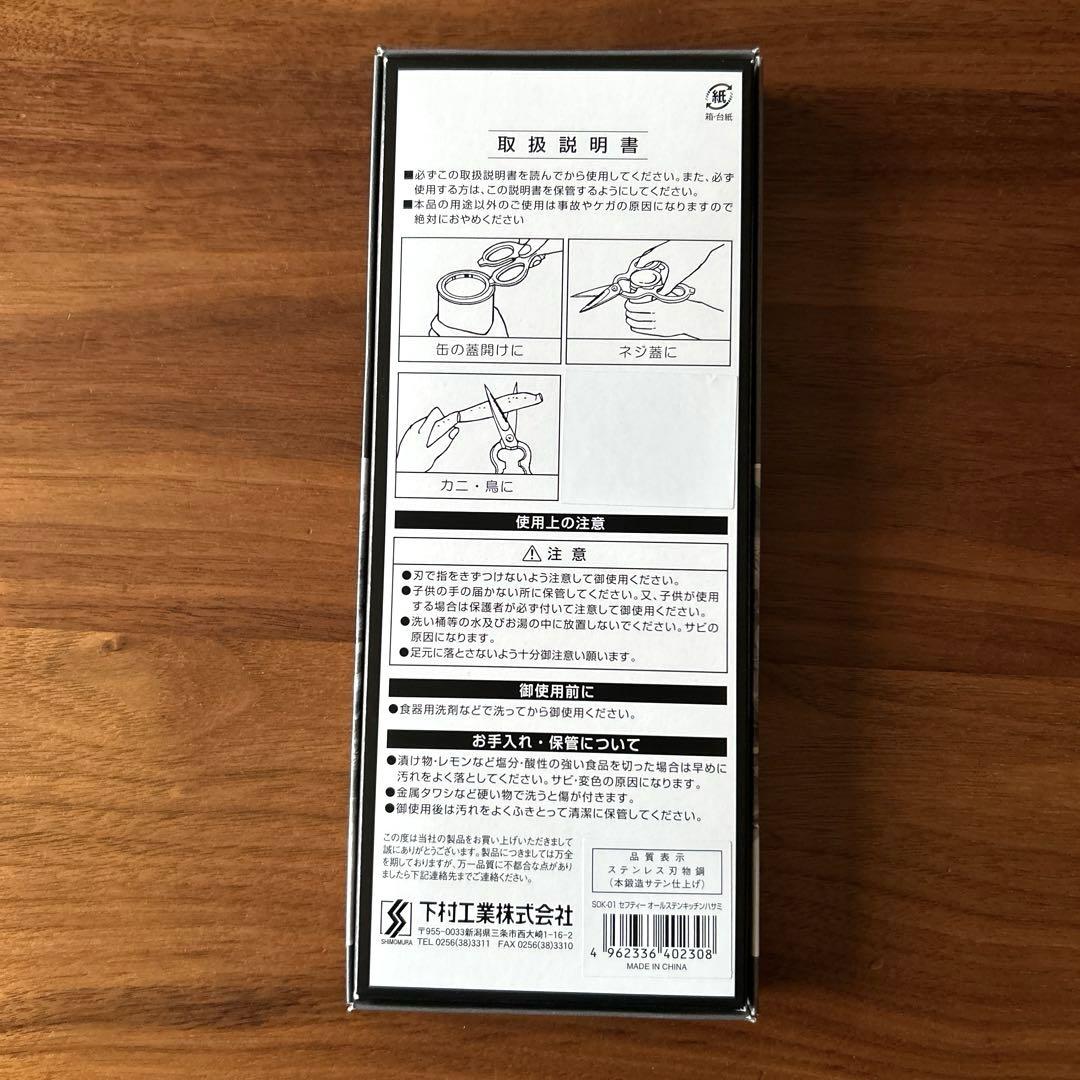 紙
箱・台紙
取扱説明書
■必ずこの取扱説明書を読んでから使用してください。また、必ず
使用する方は、この説明書を保管するようにしてください。
■本品の用途以外のご使用は事故やケガの原因になりますので
絶対におやめください
缶の蓋開けに
ネジ蓋に
カニ・鳥に
使用上の注意
注意
●刃で指をきずつけないよう注意して御使用ください。
●子供の手の届かない所に保管してください。又、子供が使用
する場合は保護者が必ず付いて注意して御使用ください。
●洗い桶等の水及びお湯の中に放置しないでください。サビの
原因になります。
●足元に落とさないよう十分御注意い願います。
御使用前に
●食器用洗剤などで洗ってから御使用ください。
お手入れ・保管について
●漬け物・レモンなど塩分・酸性の強い食品を切った場合は早めに
汚れをよく落としてください。サビ・変色の原因になります。
●金属タワシなど硬い物で洗うと傷が付きます。
●御使用後は汚れをよくふきとって清潔に保管してください。
この度は当社の製品をお買い上げいただきまして
誠にありがとうございます。製品につきましては万全
を期しておりますが、万一品質に不都合な点があり
ましたら下記連絡先までご連絡ください。
SHIMOMURA
下村工業株式会社
〒955-0033新潟県三条市西大崎1-16-2
TEL 0256(38)3311 FAX 0256(38)3310
品質表示
ステンレス刃物鋼
(本鍛造サテン仕上げ)
SOK-01 セフティー オールステンキッチンハサミ
4 962336 402308
MADE IN CHINA